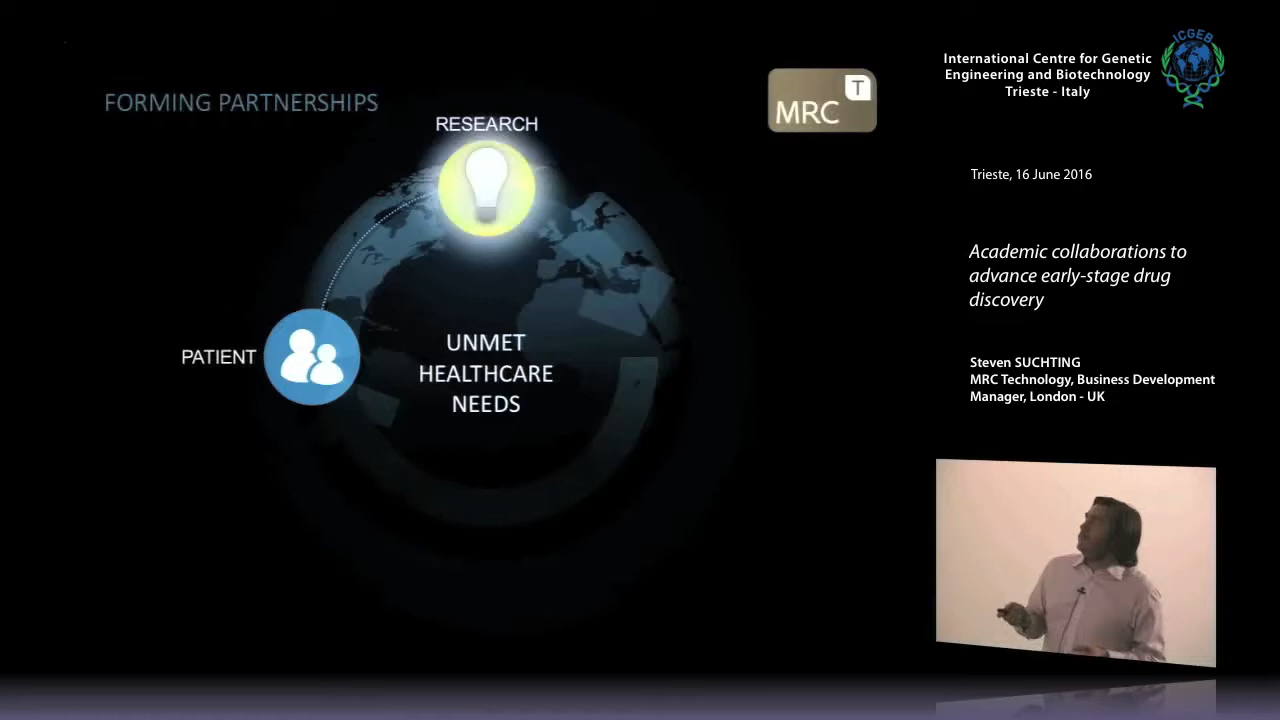 FORMING PARTNERSHIPS
RESEARCH
PATIENT
UNMET
HEALTHCARE
NEEDS
MRC
T
International Centre for Genetic
Engineering and Biotechnology
Trieste - Italy
ICGEB
Trieste, 16 June 2016
Academic collaborations to
advance early-stage drug
discovery
Steven SUCHTING
MRC Technology, Business Development
Manager, London - UK